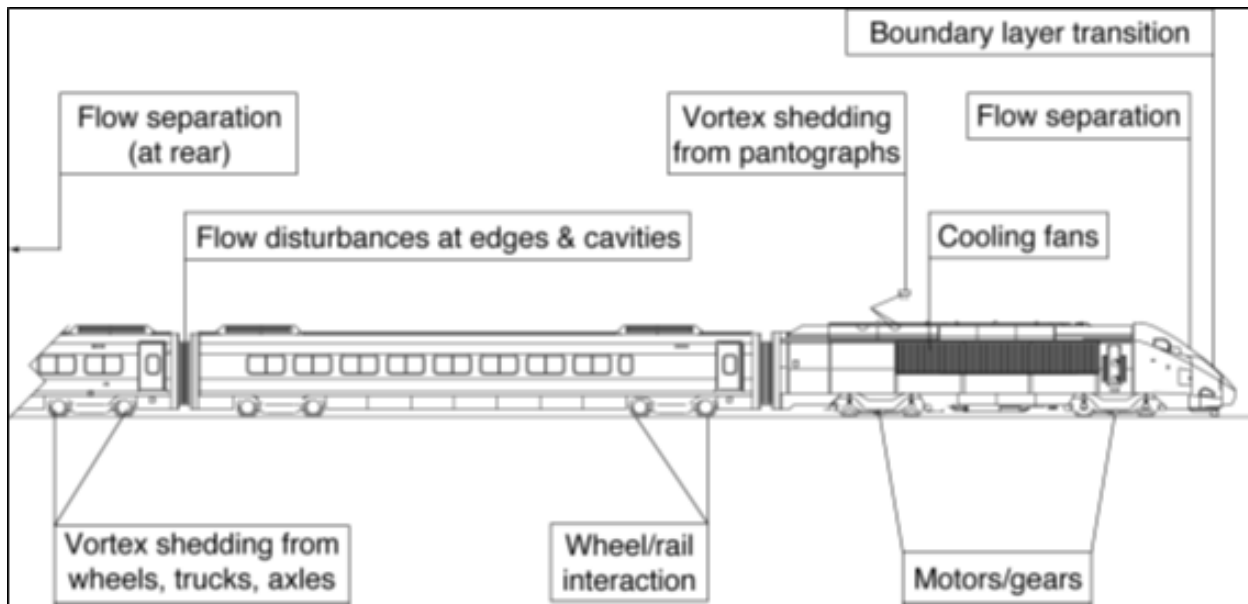 Boundary layer transition
Flow separation
(at rear)
Vortex shedding
from pantographs
Flow separation
Flow disturbances at edges & cavities
Cooling fans
Vortex shedding from
wheels, trucks, axles
Wheel/rail
interaction
Motors/gears